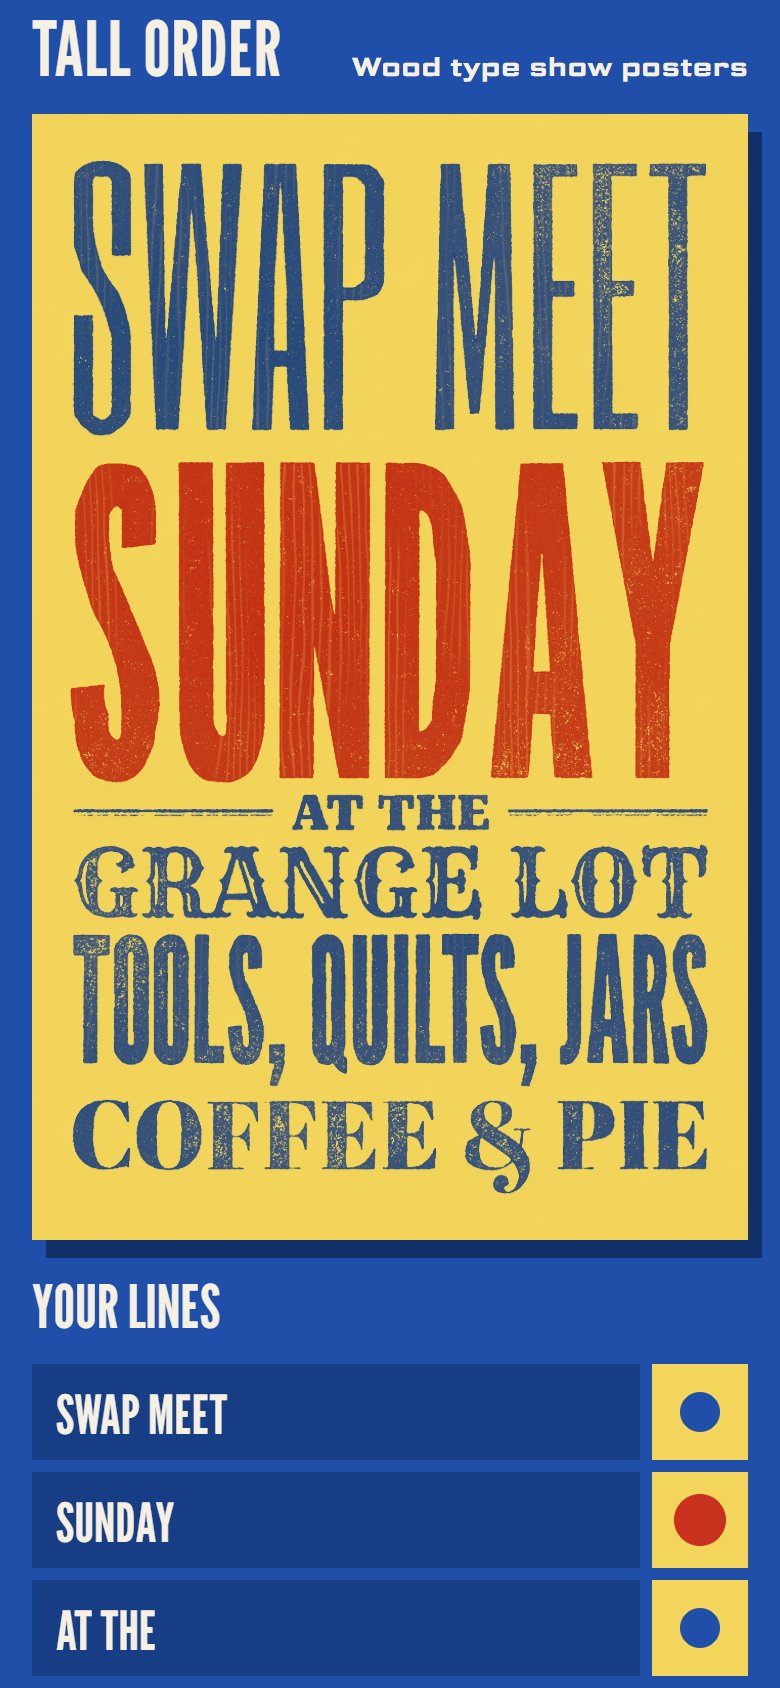 TALL ORDER
Wood type show posters
SWAP MEET
SUNDAY
AT THE
GRANGE LOT
TOOLS, QUILTS, JARS
COFFEE & PIE
YOUR LINES
SWAP MEET
SUNDAY
AT THE